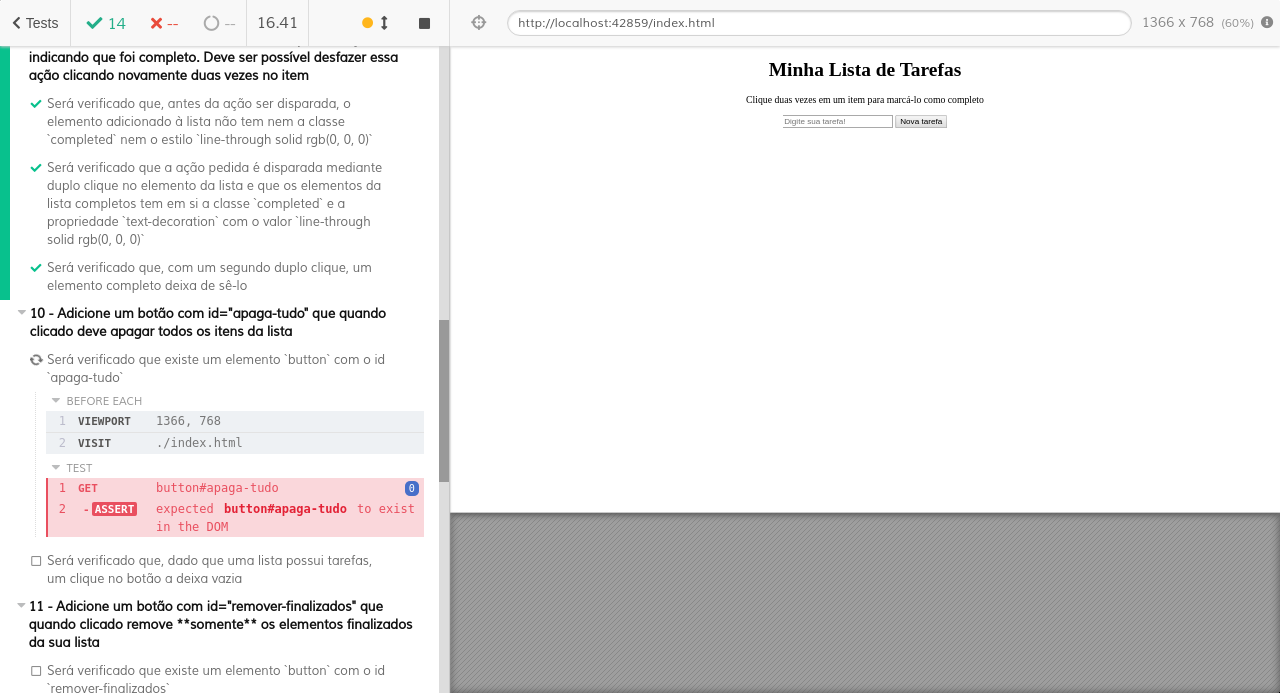 Tests
14
--
--
16.41
http://localhost:42859/index.html
1366 x 768 (60%)
indicando que foi completo. Deve ser possível desfazer essa
ação clicando novamente duas vezes no item
Será verificado que, antes da ação ser disparada, o
elemento adicionado à lista não tem nem a classe
`completed` nem o estilo `line-through solid rgb(0, 0, 0)`
Será verificado que a ação pedida é disparada mediante
duplo clique no elemento da lista e que os elementos da
lista completos tem em si a classe `completed` e a
propriedade `text-decoration` com o valor `line-through
solid rgb(0, 0, 0)`
Será verificado que, com um segundo duplo clique, um
elemento completo deixa de sê-lo
10 - Adicione um botão com id="apaga-tudo" que quando
clicado deve apagar todos os itens da lista
Será verificado que existe um elemento `button` com o id
`apaga-tudo`
BEFORE EACH
1 VIEWPORT 1366, 768
2 VISIT ./index.html
TEST
1 GET button#apaga-tudo 0
2 -ASSERT expected button#apaga-tudo to exist
in the DOM
Será verificado que, dado que uma lista possui tarefas,
um clique no botão a deixa vazia
11 - Adicione um botão com id="remover-finalizados" que
quando clicado remove **somente** os elementos finalizados
da sua lista
Será verificado que existe um elemento `button` com o id
`remover-finalizados`
Minha Lista de Tarefas
Clique duas vezes em um item para marcá-lo como completo
Digite sua tarefa!
Nova tarefa